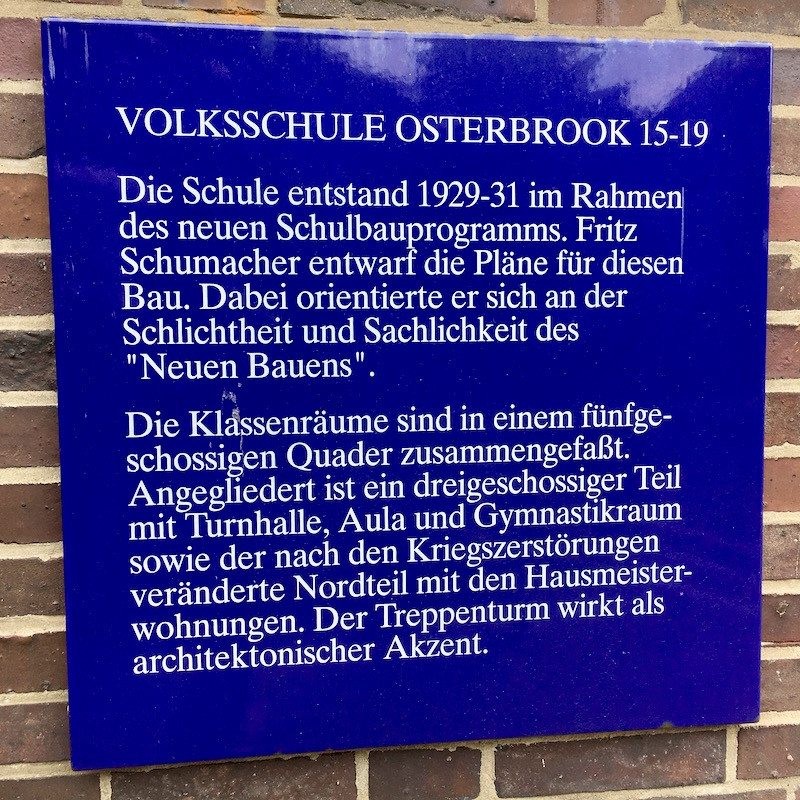 VOLKSSCHULE OSTERBROOK 15-19
Die Schule entstand 1929-31 im Rahmen
des neuen Schulbauprogramms. Fritz
Schumacher entwarf die Pläne für diesen
Bau. Dabei orientierte er sich an der
Schlichtheit und Sachlichkeit des
"Neuen Bauens".
Die Klassenräume sind in einem fünfge-
schossigen Quader zusammengefaßt.
Angegliedert ist ein dreigeschossiger Teil
mit Turnhalle, Aula und Gymnastikraum
sowie der nach den Kriegszerstörungen
veränderte Nordteil mit den Hausmeister-
wohnungen. Der Treppenturm wirkt als
architektonischer Akzent.